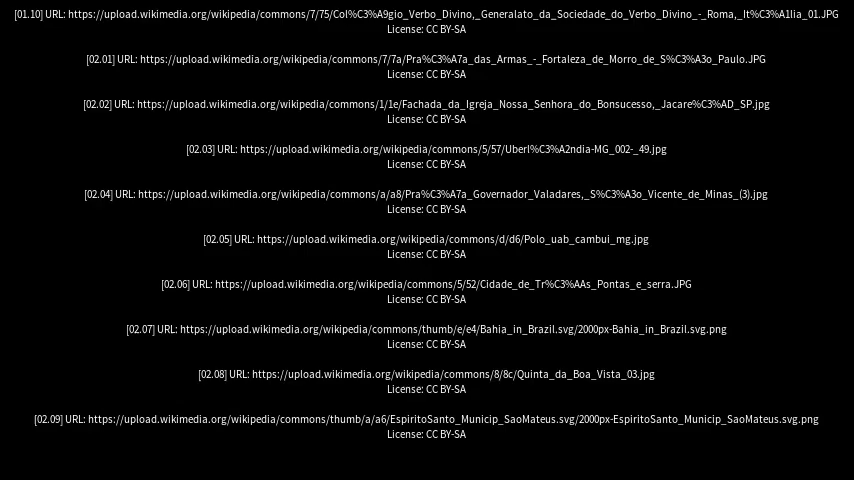 [01.10] URL: https://upload.wikimedia.org/wikipedia/commons/7/75/Col%C3%A9gio_Verbo_Divino,_Generalato_da_Sociedade_do_Verbo_Divino_-_Roma,_It%C3%A1lia_01.JPG
License: CC BY-SA
[02.01] URL: https://upload.wikimedia.org/wikipedia/commons/7/7a/Pra%C3%A7a_das_Armas_-_Fortaleza_de_Morro_de_S%C3%A3o_Paulo.JPG
License: CC BY-SA
[02.02] URL: https://upload.wikimedia.org/wikipedia/commons/1/1e/Fachada_da_Igreja_Nossa_Senhora_do_Bonsucesso,_Jacare%C3%AD_SP.jpg
License: CC BY-SA
[02.03] URL: https://upload.wikimedia.org/wikipedia/commons/5/57/Uberl%C3%A2ndia-MG_002-_49.jpg
License: CC BY-SA
[02.04] URL: https://upload.wikimedia.org/wikipedia/commons/a/a8/Pra%C3%A7a_Governador_Valadares,_S%C3%A3o_Vicente_de_Minas_(3).jpg
License: CC BY-SA
[02.05] URL: https://upload.wikimedia.org/wikipedia/commons/d/d6/Polo_uab_cambui_mg.jpg
License: CC BY-SA
[02.06] URL: https://upload.wikimedia.org/wikipedia/commons/5/52/Cidade_de_Tr%C3%AAs_Pontas_e_serra.JPG
License: CC BY-SA
[02.07] URL: https://upload.wikimedia.org/wikipedia/commons/thumb/e/e4/Bahia_in_Brazil.svg/2000px-Bahia_in_Brazil.svg.png
License: CC BY-SA
[02.08] URL: https://upload.wikimedia.org/wikipedia/commons/8/8c/Quinta_da_Boa_Vista_03.jpg
License: CC BY-SA
[02.09] URL: https://upload.wikimedia.org/wikipedia/commons/thumb/a/a6/EspiritoSanto_Municip_SaoMateus.svg/2000px-EspiritoSanto_Municip_SaoMateus.svg.png
License: CC BY-SA